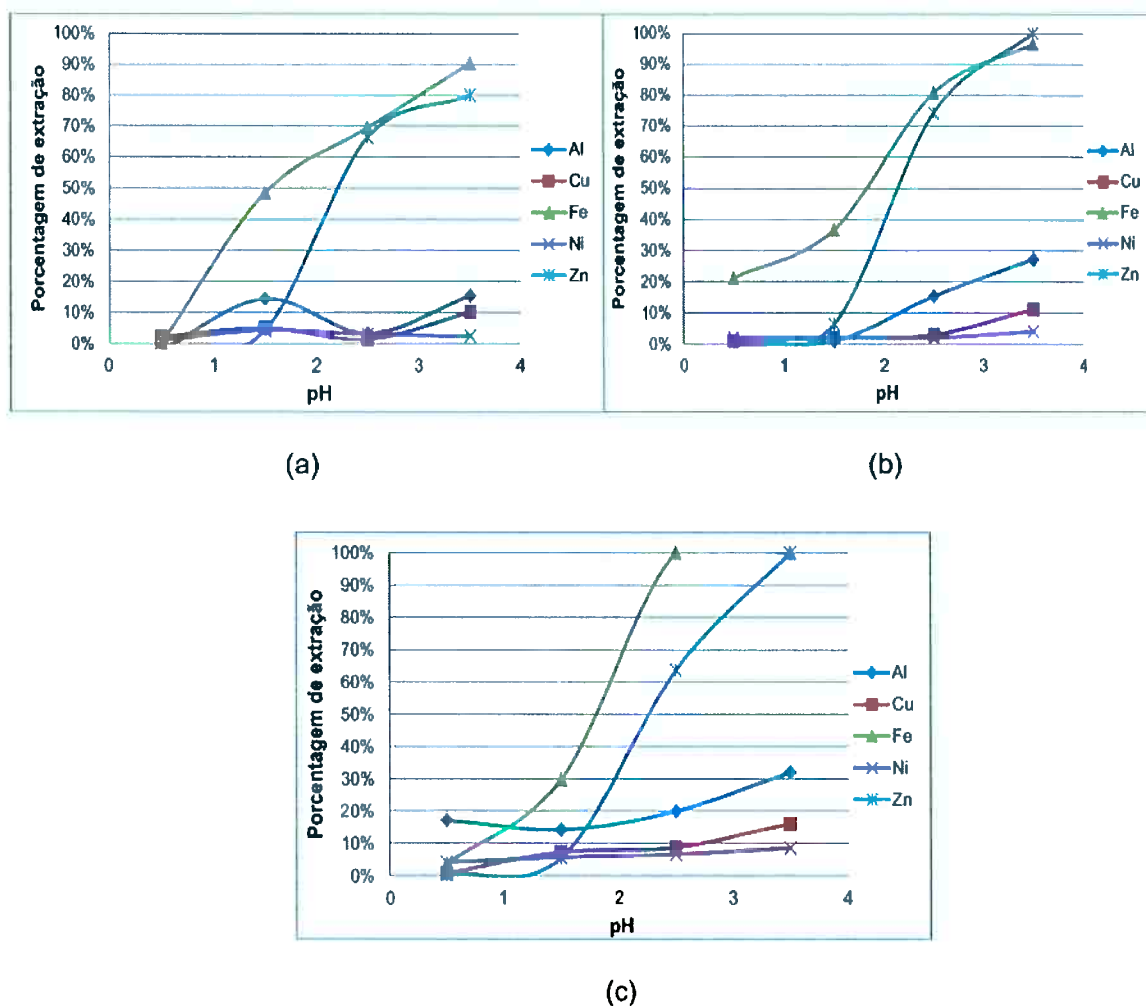 Porcentagem de extração
100%
90%
80%
70%
60%
50%
40%
30%
20%
10%
0%
0 1 2 3 4
pH
Al
Cu
Fe
Ni
Zn
(a)
Porcentagem de extração
100%
90%
80%
70%
60%
50%
40%
30%
20%
10%
0%
0 1 2 3 4
pH
Al
Cu
Fe
Ni
Zn
(b)
Porcentagem de extração
100%
90%
80%
70%
60%
50%
40%
30%
20%
10%
0%
0 1 2 3 4
pH
Al
Cu
Fe
Ni
Zn
(c)